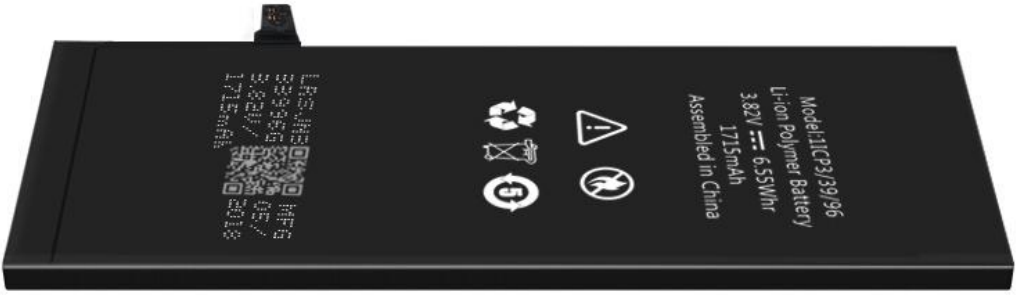 Model:1ICP3/39/96
Li-ion Polymer Battery
3.82V ⎓ 6.55Whr
1715mAh
Assembled in China
5
3.82V/
1715mAh
MFG
05/
2018